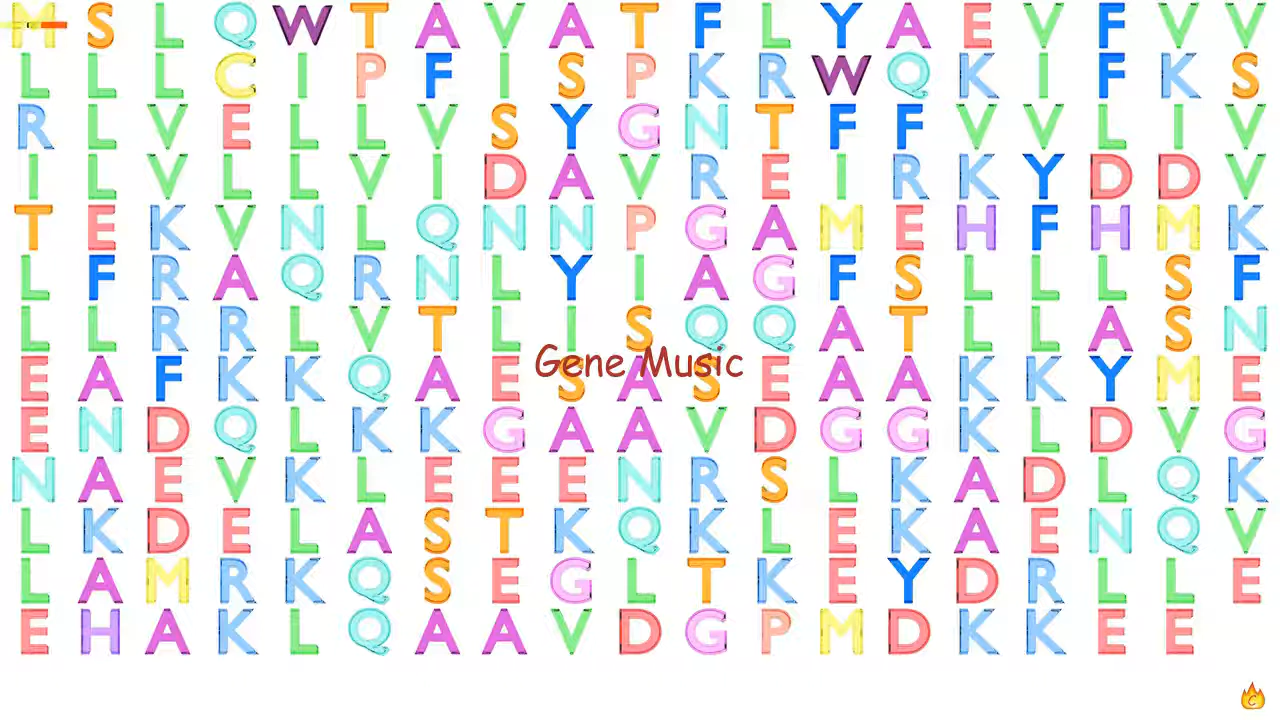 M S L Q W T A V A T F L Y A E V F V V
L L L C I P F I S P K R W Q K I F K S
R L V E L L V S Y G N T F F V V L I V
I L V L L V I D A V R E I R K Y D D V
T E K V N L Q N N P G A M E H F H M K
L F R A Q R N L Y I A G F S L L L S F
L L R R L V T L I S Q Q A T L L A S N
Gene Music
E A F K K Q A E S A S E A A K K Y M E
E N D Q L K K G A A V D G G K L D V G
N A E V K L E E E N R S L K A D L Q K
L K D E L A S T K Q K L E K A E N Q V
L A M R K Q S E G L T K E Y D R L L E
E H A K L Q A A V D G P M D K K E E
C